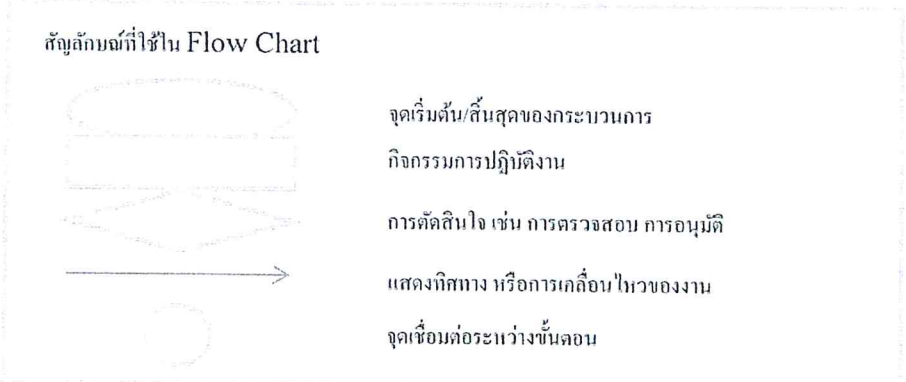 สัญลักษณ์ที่ใช้ใน Flow Chart
จุดเริ่มต้น/สิ้นสุดของกระบวนการ
กิจกรรมการปฏิบัติงาน
การตัดสินใจ เช่น การตรวจสอบ การอนุมัติ
แสดงทิศทาง หรือการเคลื่อนไหวของงาน
จุดเชื่อมต่อระหว่างขั้นตอน